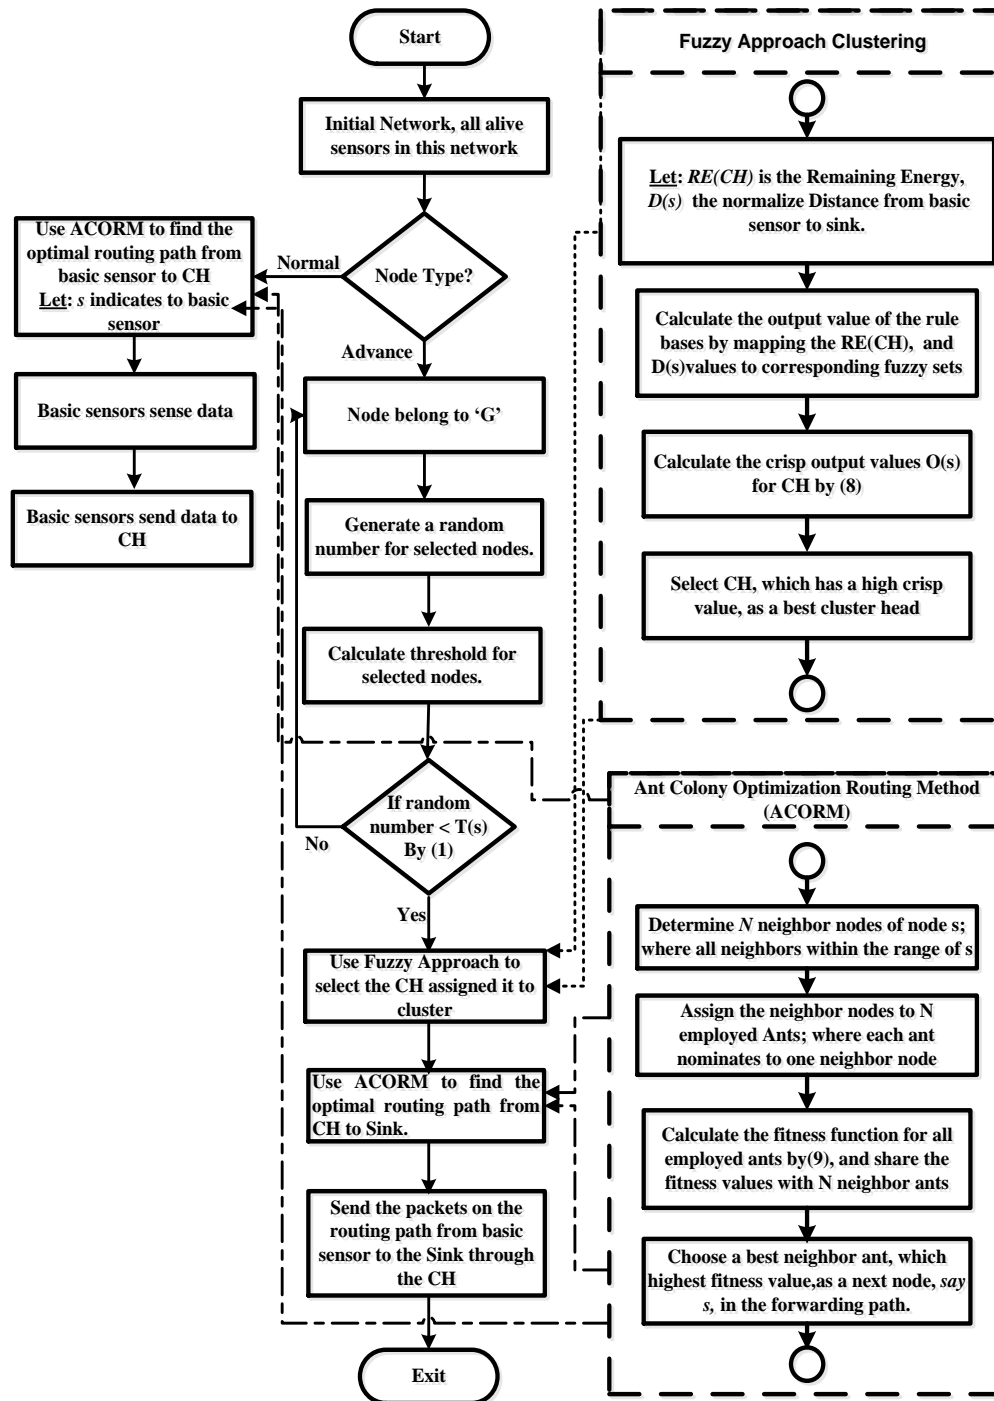 Start
Initial Network, all alive
sensors in this network
Node Type?
Normal
Advance
Use ACORM to find the
optimal routing path from
basic sensor to CH
Let: s indicates to basic
sensor
Basic sensors sense data
Basic sensors send data to
CH
Node belong to ‘G’
Generate a random
number for selected nodes.
Calculate threshold for
selected nodes.
If random
number < T(s)
By (1)
No
Yes
Use Fuzzy Approach to
select the CH assigned it to
cluster
Use ACORM to find the
optimal routing path from
CH to Sink.
Send the packets on the
routing path from basic
sensor to the Sink through
the CH
Exit
Fuzzy Approach Clustering
Let: RE(CH) is the Remaining Energy,
D(s) the normalize Distance from basic
sensor to sink.
Calculate the output value of the rule
bases by mapping the RE(CH), and
D(s)values to corresponding fuzzy sets
Calculate the crisp output values O(s)
for CH by (8)
Select CH, which has a high crisp
value, as a best cluster head
Ant Colony Optimization Routing Method
(ACORM)
Determine N neighbor nodes of node s;
where all neighbors within the range of s
Assign the neighbor nodes to N
employed Ants; where each ant
nominates to one neighbor node
Calculate the fitness function for all
employed ants by(9), and share the
fitness values with N neighbor ants
Choose a best neighbor ant, which
highest fitness value,as a next node, say
s, in the forwarding path.